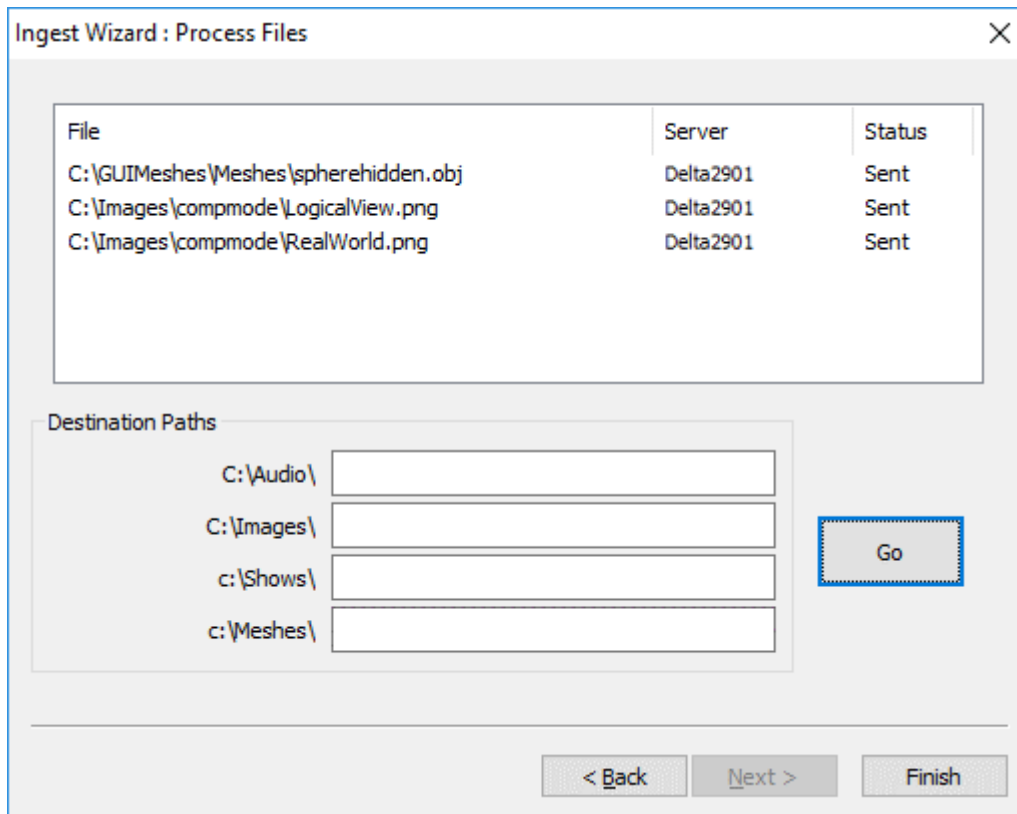 Ingest Wizard : Process Files
File Server Status
C:\GUIMeshes\Meshes\spherehidden.obj Delta2901 Sent
C:\Images\compmode\LogicalView.png Delta2901 Sent
C:\Images\compmode\RealWorld.png Delta2901 Sent
Destination Paths
C:\Audio\
C:\Images\
c:\Shows\
c:\Meshes\
Go
< Back Next > Finish